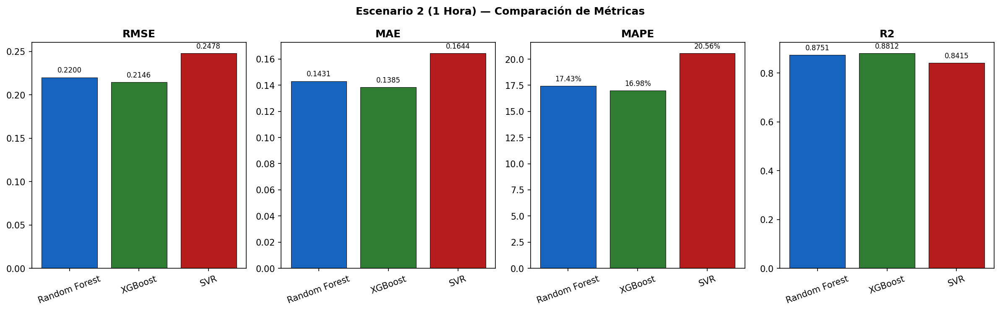 Escenario 2 (1 Hora) — Comparación de Métricas
RMSE
0.25
0.20
0.15
0.10
0.05
0.00
0.2200
0.2146
0.2478
Random Forest
XGBoost
SVR
MAE
0.16
0.14
0.12
0.10
0.08
0.06
0.04
0.02
0.00
0.1431
0.1385
0.1644
Random Forest
XGBoost
SVR
MAPE
20.0
17.5
15.0
12.5
10.0
7.5
5.0
2.5
0.0
17.43%
16.98%
20.56%
Random Forest
XGBoost
SVR
R2
0.8
0.6
0.4
0.2
0.0
0.8751
0.8812
0.8415
Random Forest
XGBoost
SVR